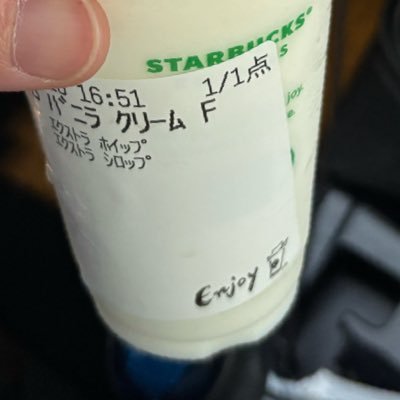 STARBUCKS®
16:51 1/1点
バニラ クリーム F
エクストラ ホイップ
エクストラ シロップ
Enjoy